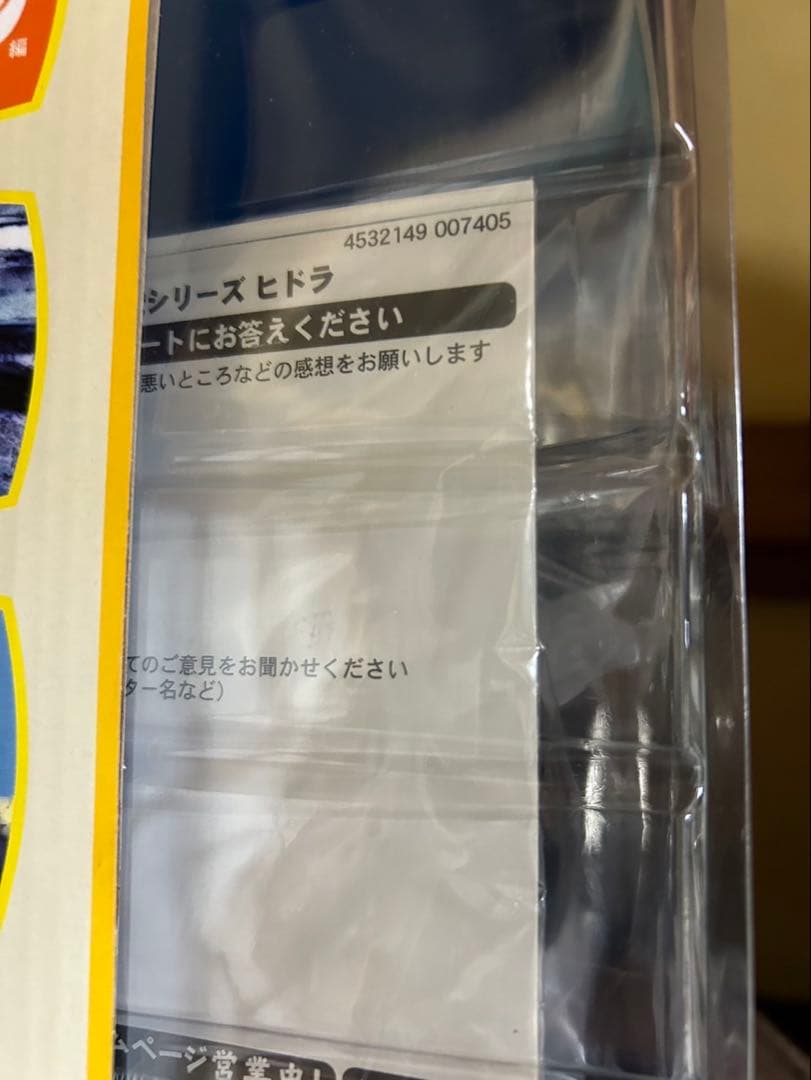 編
4532149 007405
シリーズ ヒドラ
ートにお答えください
悪いところなどの感想をお願いします
てのご意見をお聞かせください
ター名など）
ムページ営業中!